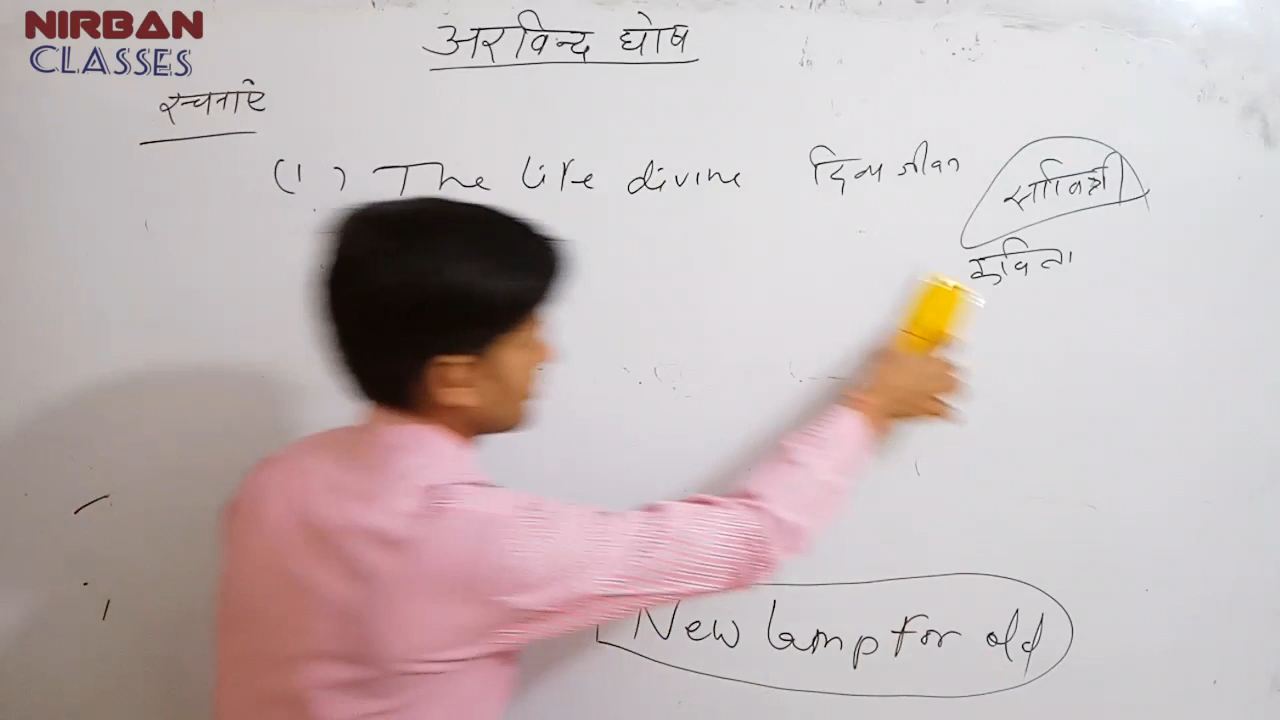 NIRBAN
CLASSES
अरविन्द घोष
रचनाएं
(1) The life divine दिव्य जीवन
सावित्री
कविता
New lamp for old